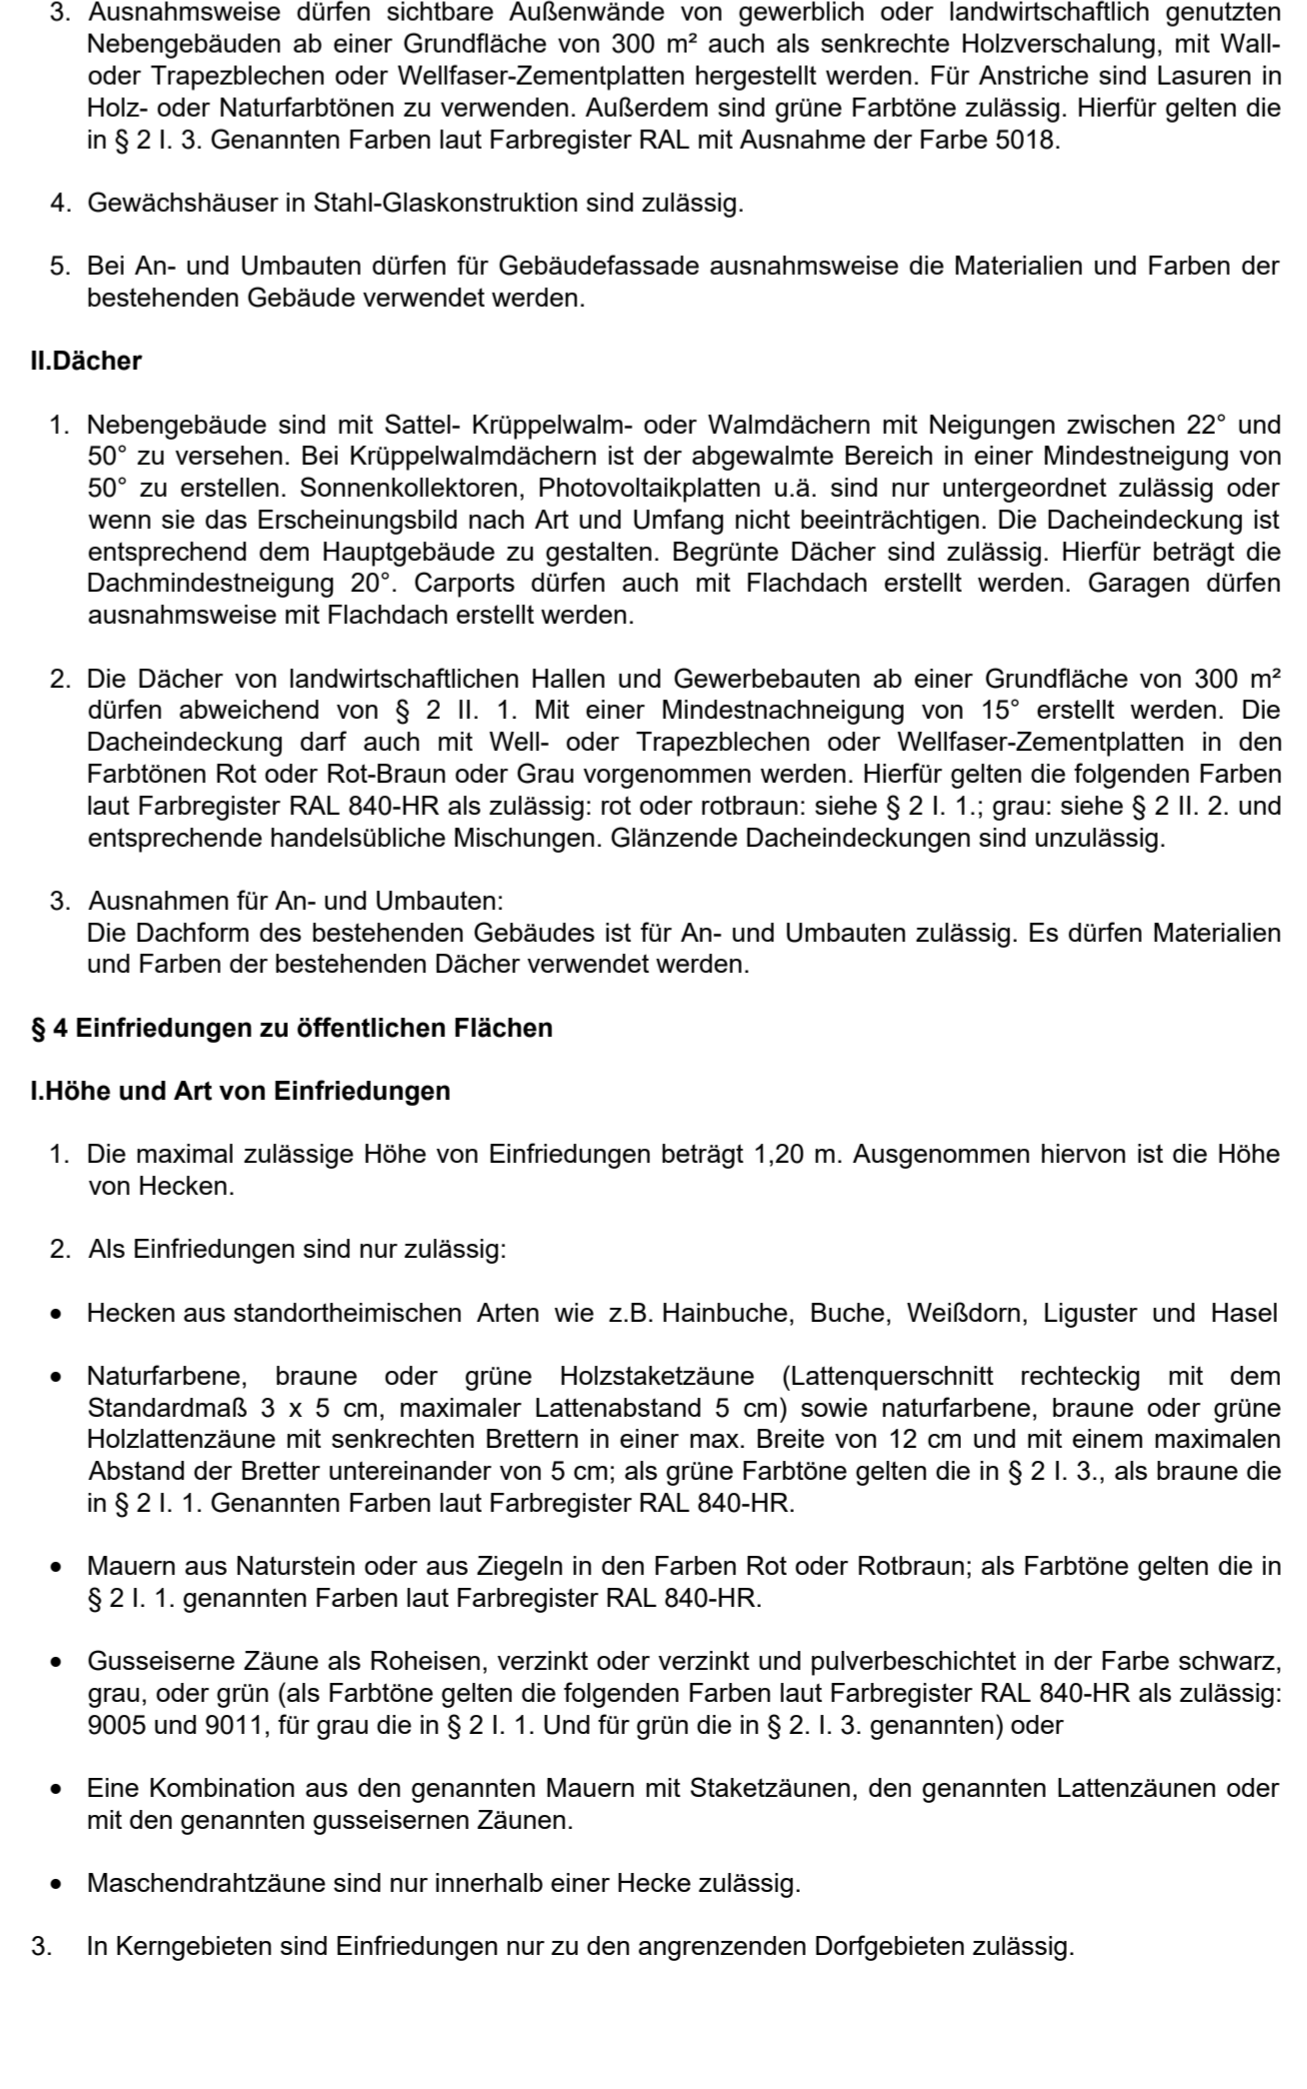 3. Ausnahmsweise dürfen sichtbare Außenwände von gewerblich oder landwirtschaftlich genutzten
Nebengebäuden ab einer Grundfläche von 300 m² auch als senkrechte Holzverschalung, mit Wall-
oder Trapezblechen oder Wellfaser-Zementplatten hergestellt werden. Für Anstriche sind Lasuren in
Holz- oder Naturfarbtönen zu verwenden. Außerdem sind grüne Farbtöne zulässig. Hierfür gelten die
in § 2 I. 3. Genannten Farben laut Farbregister RAL mit Ausnahme der Farbe 5018.
4. Gewächshäuser in Stahl-Glaskonstruktion sind zulässig.
5. Bei An- und Umbauten dürfen für Gebäudefassade ausnahmsweise die Materialien und Farben der
bestehenden Gebäude verwendet werden.
II.Dächer
1. Nebengebäude sind mit Sattel- Krüppelwalm- oder Walmdächern mit Neigungen zwischen 22° und
50° zu versehen. Bei Krüppelwalmdächern ist der abgewalmte Bereich in einer Mindestneigung von
50° zu erstellen. Sonnenkollektoren, Photovoltaikplatten u.ä. sind nur untergeordnet zulässig oder
wenn sie das Erscheinungsbild nach Art und Umfang nicht beeinträchtigen. Die Dacheindeckung ist
entsprechend dem Hauptgebäude zu gestalten. Begrünte Dächer sind zulässig. Hierfür beträgt die
Dachmindestneigung 20°. Carports dürfen auch mit Flachdach erstellt werden. Garagen dürfen
ausnahmsweise mit Flachdach erstellt werden.
2. Die Dächer von landwirtschaftlichen Hallen und Gewerbebauten ab einer Grundfläche von 300 m²
dürfen abweichend von § 2 II. 1. Mit einer Mindestnachneigung von 15° erstellt werden. Die
Dacheindeckung darf auch mit Well- oder Trapezblechen oder Wellfaser-Zementplatten in den
Farbtönen Rot oder Rot-Braun oder Grau vorgenommen werden. Hierfür gelten die folgenden Farben
laut Farbregister RAL 840-HR als zulässig: rot oder rotbraun: siehe § 2 I. 1.; grau: siehe § 2 II. 2. und
entsprechende handelsübliche Mischungen. Glänzende Dacheindeckungen sind unzulässig.
3. Ausnahmen für An- und Umbauten:
Die Dachform des bestehenden Gebäudes ist für An- und Umbauten zulässig. Es dürfen Materialien
und Farben der bestehenden Dächer verwendet werden.
§ 4 Einfriedungen zu öffentlichen Flächen
I.Höhe und Art von Einfriedungen
1. Die maximal zulässige Höhe von Einfriedungen beträgt 1,20 m. Ausgenommen hiervon ist die Höhe
von Hecken.
2. Als Einfriedungen sind nur zulässig:
• Hecken aus standortheimischen Arten wie z.B. Hainbuche, Buche, Weißdorn, Liguster und Hasel
• Naturfarbene, braune oder grüne Holzstaketzäune (Lattenquerschnitt rechteckig mit dem
Standardmaß 3 x 5 cm, maximaler Lattenabstand 5 cm) sowie naturfarbene, braune oder grüne
Holzlattenzäune mit senkrechten Brettern in einer max. Breite von 12 cm und mit einem maximalen
Abstand der Bretter untereinander von 5 cm; als grüne Farbtöne gelten die in § 2 I. 3., als braune die
in § 2 I. 1. Genannten Farben laut Farbregister RAL 840-HR.
• Mauern aus Naturstein oder aus Ziegeln in den Farben Rot oder Rotbraun; als Farbtöne gelten die in
§ 2 I. 1. genannten Farben laut Farbregister RAL 840-HR.
• Gusseiserne Zäune als Roheisen, verzinkt oder verzinkt und pulverbeschichtet in der Farbe schwarz,
grau, oder grün (als Farbtöne gelten die folgenden Farben laut Farbregister RAL 840-HR als zulässig:
9005 und 9011, für grau die in § 2 I. 1. Und für grün die in § 2. I. 3. genannten) oder
• Eine Kombination aus den genannten Mauern mit Staketzäunen, den genannten Lattenzäunen oder
mit den genannten gusseisernen Zäunen.
• Maschendrahtzäune sind nur innerhalb einer Hecke zulässig.
3. In Kerngebieten sind Einfriedungen nur zu den angrenzenden Dorfgebieten zulässig.